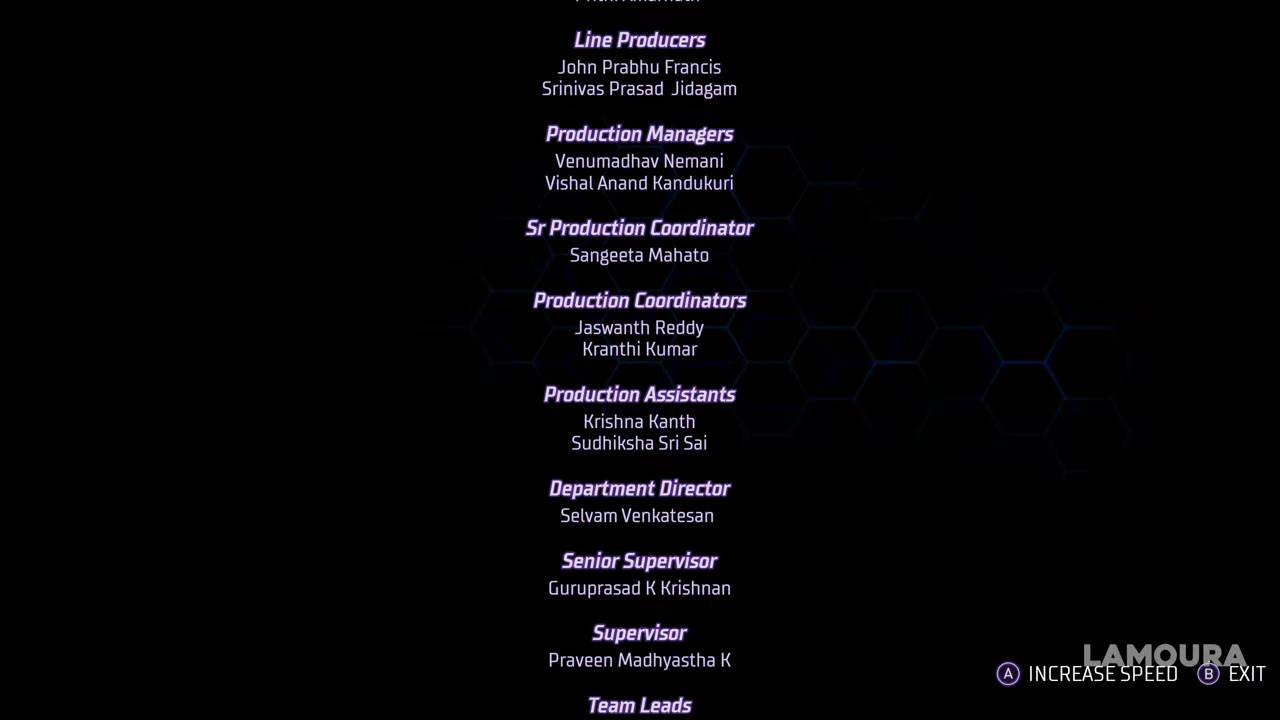 Line Producers
John Prabhu Francis
Srinivas Prasad Jidagam
Production Managers
Venumadhav Nemani
Vishal Anand Kandukuri
Sr Production Coordinator
Sangeeta Mahato
Production Coordinators
Jaswanth Reddy
Kranthi Kumar
Production Assistants
Krishna Kanth
Sudhiksha Sri Sai
Department Director
Selvam Venkatesan
Senior Supervisor
Guruprasad K Krishnan
Supervisor
Praveen Madhyastha K
Team Leads
LAMOURA
A INCREASE SPEED B EXIT